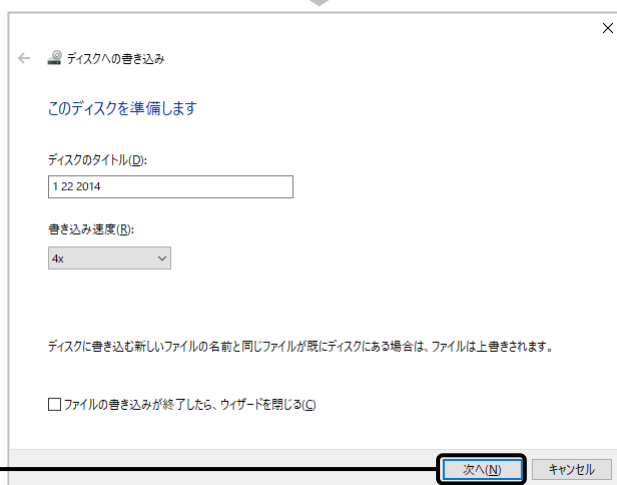 ディスクへの書き込み
このディスクを準備します
ディスクのタイトル(D):
1 22 2014
書き込み速度(R):
4x
ディスクに書き込む新しいファイルの名前と同じファイルが既にディスクにある場合は、ファイルは上書きされます。
ファイルの書き込みが終了したら、ウィザードを閉じる(C)
次へ(N) キャンセル